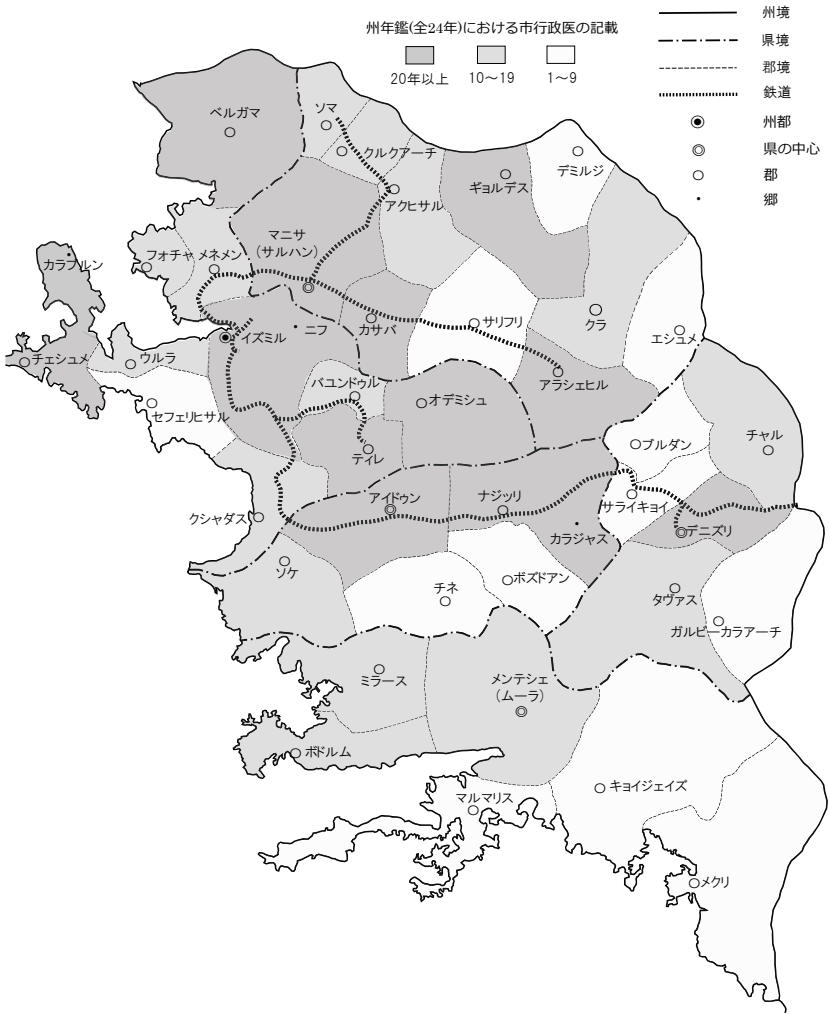 州年鑑(全24年)における市行政医の記載
20年以上
10～19
1～9
州境
県境
郡境
鉄道
州都
県の中心
郡
郷
ベルガマ
ソマ
クルクアーチ
アクヒサル
ギョルデス
デミルジ
カラブルン
フォチャ
メネメン
マニサ
(サルハン)
イズミル
ニフ
カサバ
サリフリ
クラ
エシュメ
チェシュメ
ウルラ
セフェリヒサル
バユンドゥル
オデミシュ
アラシェヒル
ティレ
ブルダン
チャル
クシャダス
アイドゥン
ナジッリ
サライキョイ
カラジャス
デニズリ
ソケ
チネ
ボズドアン
タヴァス
ガルビーカラアーチ
ミラース
メンテシェ
(ムーラ)
ボドルム
マルマリス
キョイジェイズ
メクリ